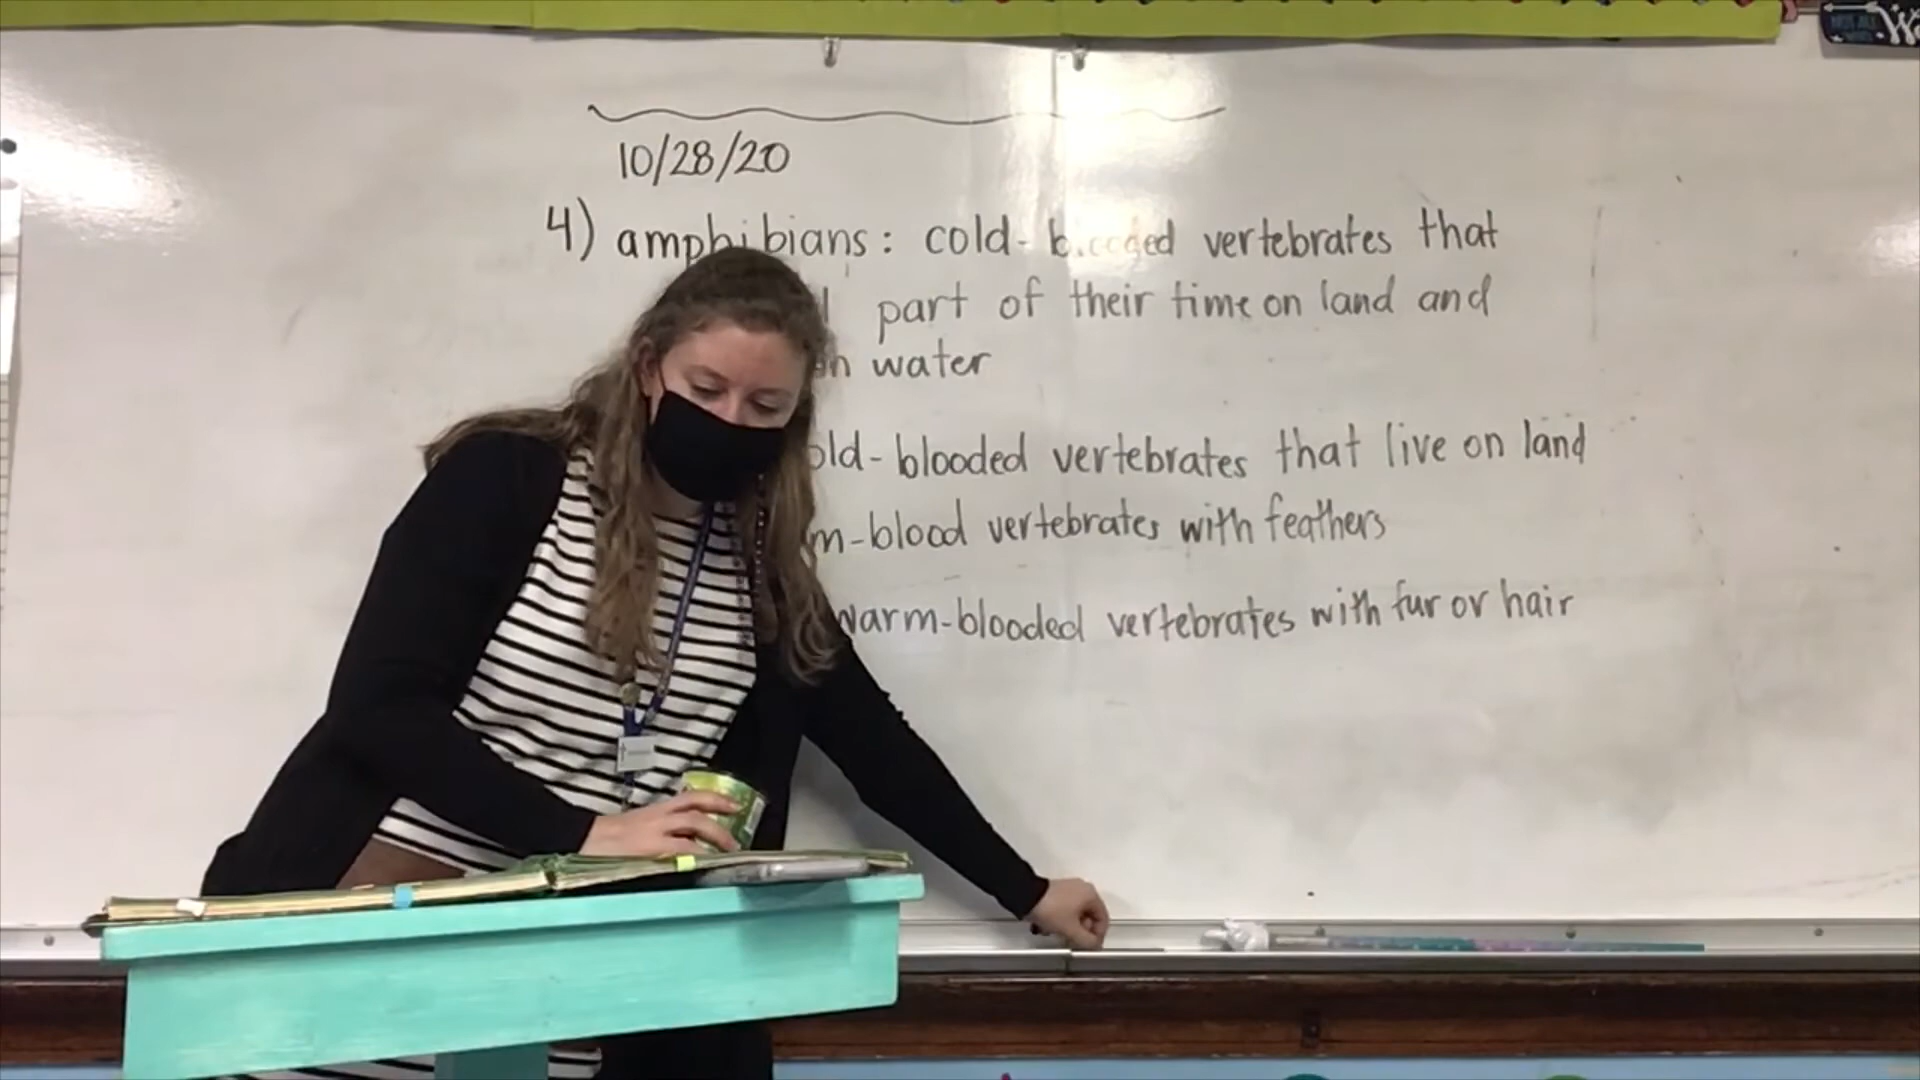 10/28/20
4) amphibians: cold-blooded vertebrates that
part of their time on land and
water
blooded vertebrates that live on land
blood vertebrates with feathers
warm-blooded vertebrates with fur or hair